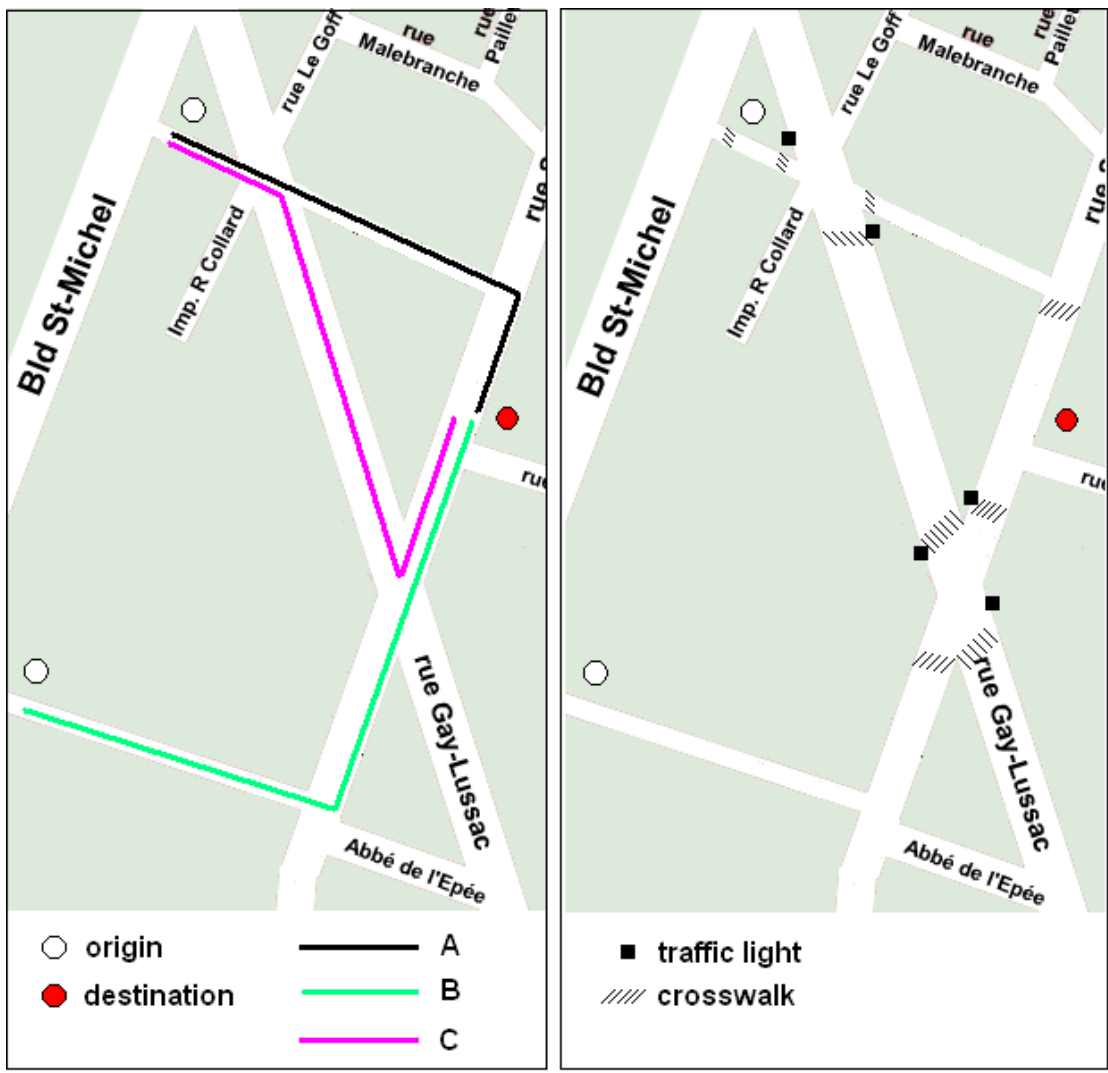 rue Le Goff
rue
Malebranche
rue
Paillet
rue
Bld St-Michel
Imp. R Collard
rue
rue Gay-Lussac
Abbé de l'Epée
origin
destination
A
B
C
rue Le Goff
rue
Malebranche
rue
Paillet
rue
Bld St-Michel
Imp. R Collard
rue
rue Gay-Lussac
Abbé de l'Epée
traffic light
crosswalk